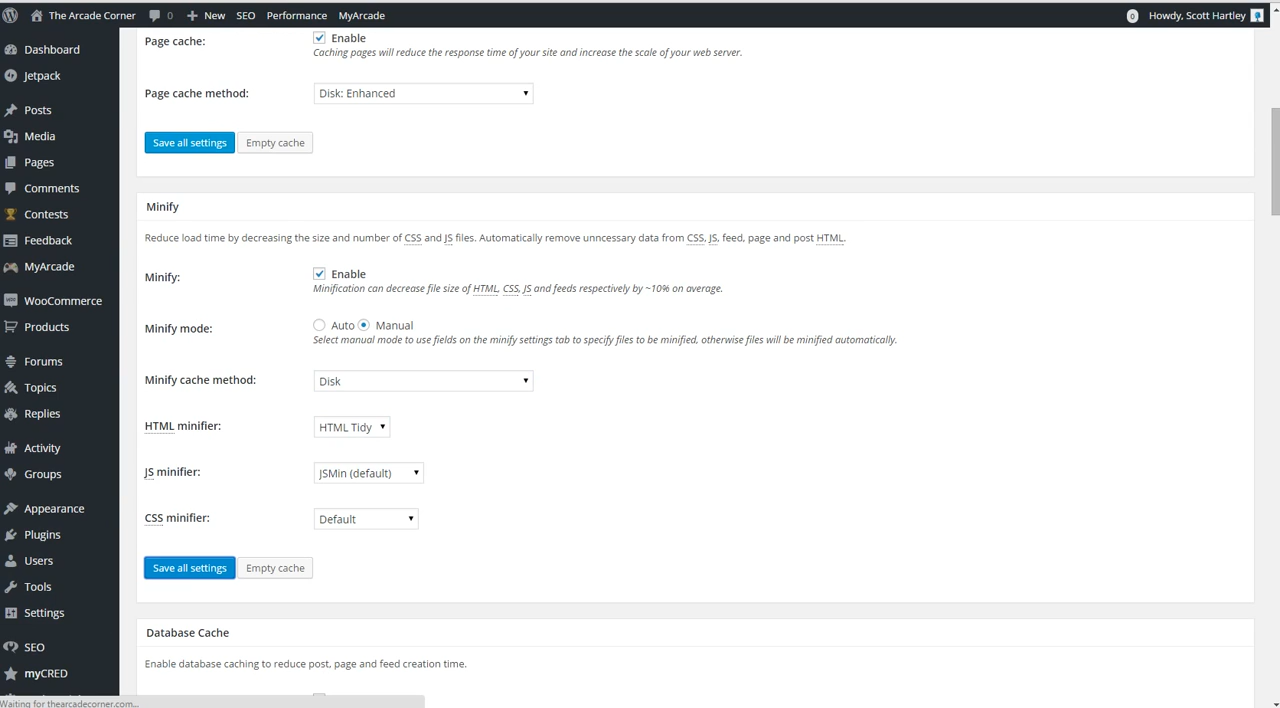 The Arcade Corner 0 New SEO Performance MyArcade 0 Howdy, Scott Hartley
Dashboard
Jetpack
Posts
Media
Pages
Comments
Contests
Feedback
MyArcade
WooCommerce
Products
Forums
Topics
Replies
Activity
Groups
Appearance
Plugins
Users
Tools
Settings
SEO
myCRED
Page cache: Enable
Caching pages will reduce the response time of your site and increase the scale of your web server.
Page cache method: Disk: Enhanced
Save all settings Empty cache
Minify
Reduce load time by decreasing the size and number of CSS and JS files. Automatically remove unncessary data from CSS, JS, feed, page and post HTML.
Minify: Enable
Minification can decrease file size of HTML, CSS, JS and feeds respectively by ~10% on average.
Minify mode: Auto Manual
Select manual mode to use fields on the minify settings tab to specify files to be minified, otherwise files will be minified automatically.
Minify cache method: Disk
HTML minifier: HTML Tidy
JS minifier: JSMin (default)
CSS minifier: Default
Save all settings Empty cache
Database Cache
Enable database caching to reduce post, page and feed creation time.
Waiting for thearcadecorner.com...